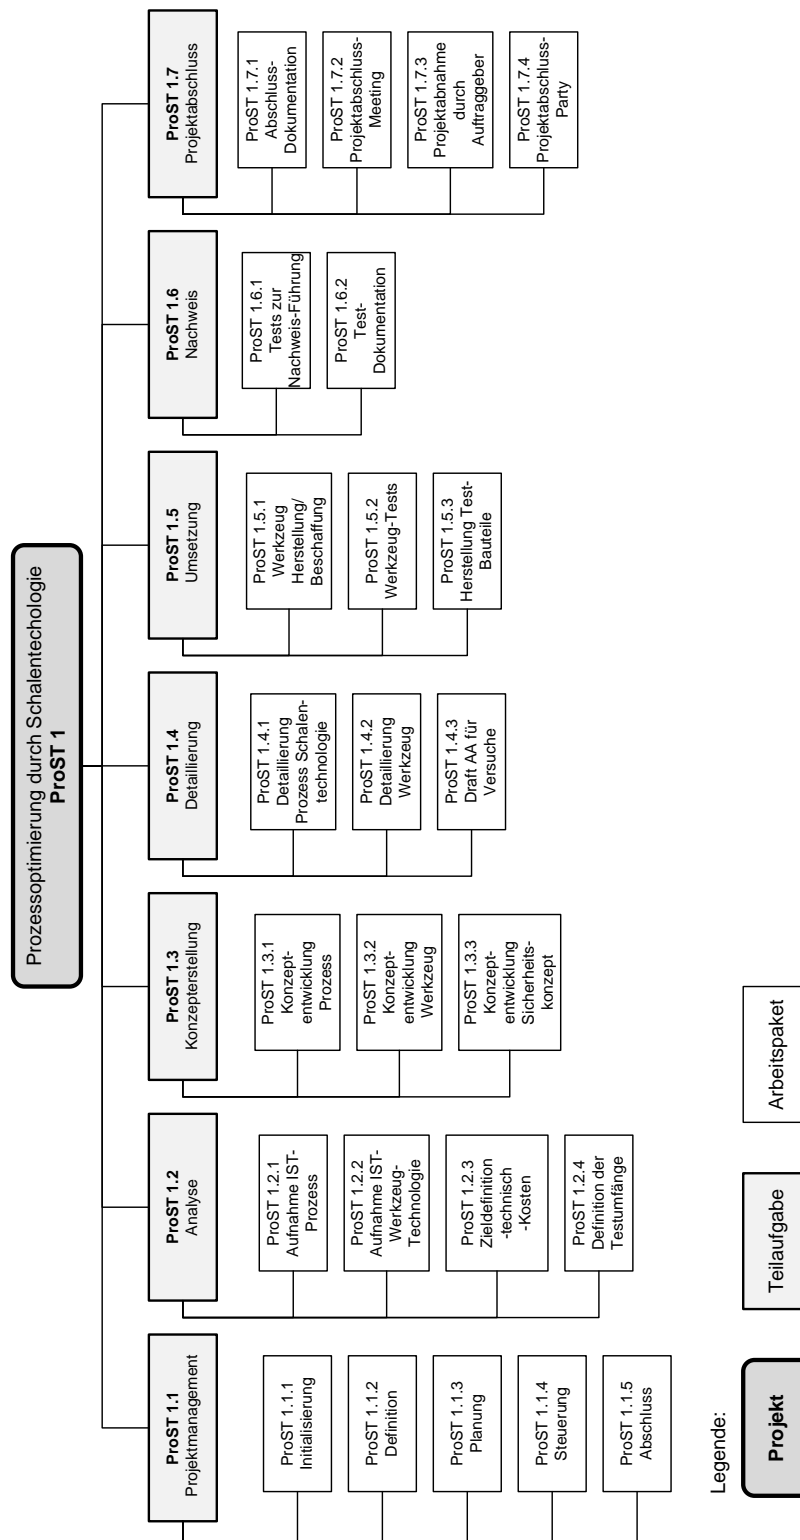 Prozessoptimierung durch Schalentechologie
ProST 1
ProST 1.1
Projektmanagement
ProST 1.1.1
Initialisierung
ProST 1.1.2
Definition
ProST 1.1.3
Planung
ProST 1.1.4
Steuerung
ProST 1.1.5
Abschluss
ProST 1.2
Analyse
ProST 1.2.1
Aufnahme IST-
Prozess
ProST 1.2.2
Aufnahme IST-
Werkzeug-
Technologie
ProST 1.2.3
Zieldefinition
-technisch
-Kosten
ProST 1.2.4
Definition der
Testumfänge
ProST 1.3
Konzepterstellung
ProST 1.3.1
Konzept-
entwicklung
Prozess
ProST 1.3.2
Konzept-
entwicklung
Werkzeug
ProST 1.3.3
Konzept-
entwicklung
Sicherheits-
konzept
ProST 1.4
Detaillierung
ProST 1.4.1
Detaillierung
Prozess Schalen-
technologie
ProST 1.4.2
Detaillierung
Werkzeug
ProST 1.4.3
Draft AA für
Versuche
ProST 1.5
Umsetzung
ProST 1.5.1
Werkzeug
Herstellung/
Beschaffung
ProST 1.5.2
Werkzeug-Tests
ProST 1.5.3
Herstellung Test-
Bauteile
ProST 1.6
Nachweis
ProST 1.6.1
Tests zur
Nachweis-Führung
ProST 1.6.2
Test-
Dokumentation
ProST 1.7
Projektabschluss
ProST 1.7.1
Abschluss-
Dokumentation
ProST 1.7.2
Projektabschluss-
Meeting
ProST 1.7.3
Projektabnahme
durch
Auftraggeber
ProST 1.7.4
Projektabschluss-
Party
Legende:
Projekt
Teilaufgabe
Arbeitspaket